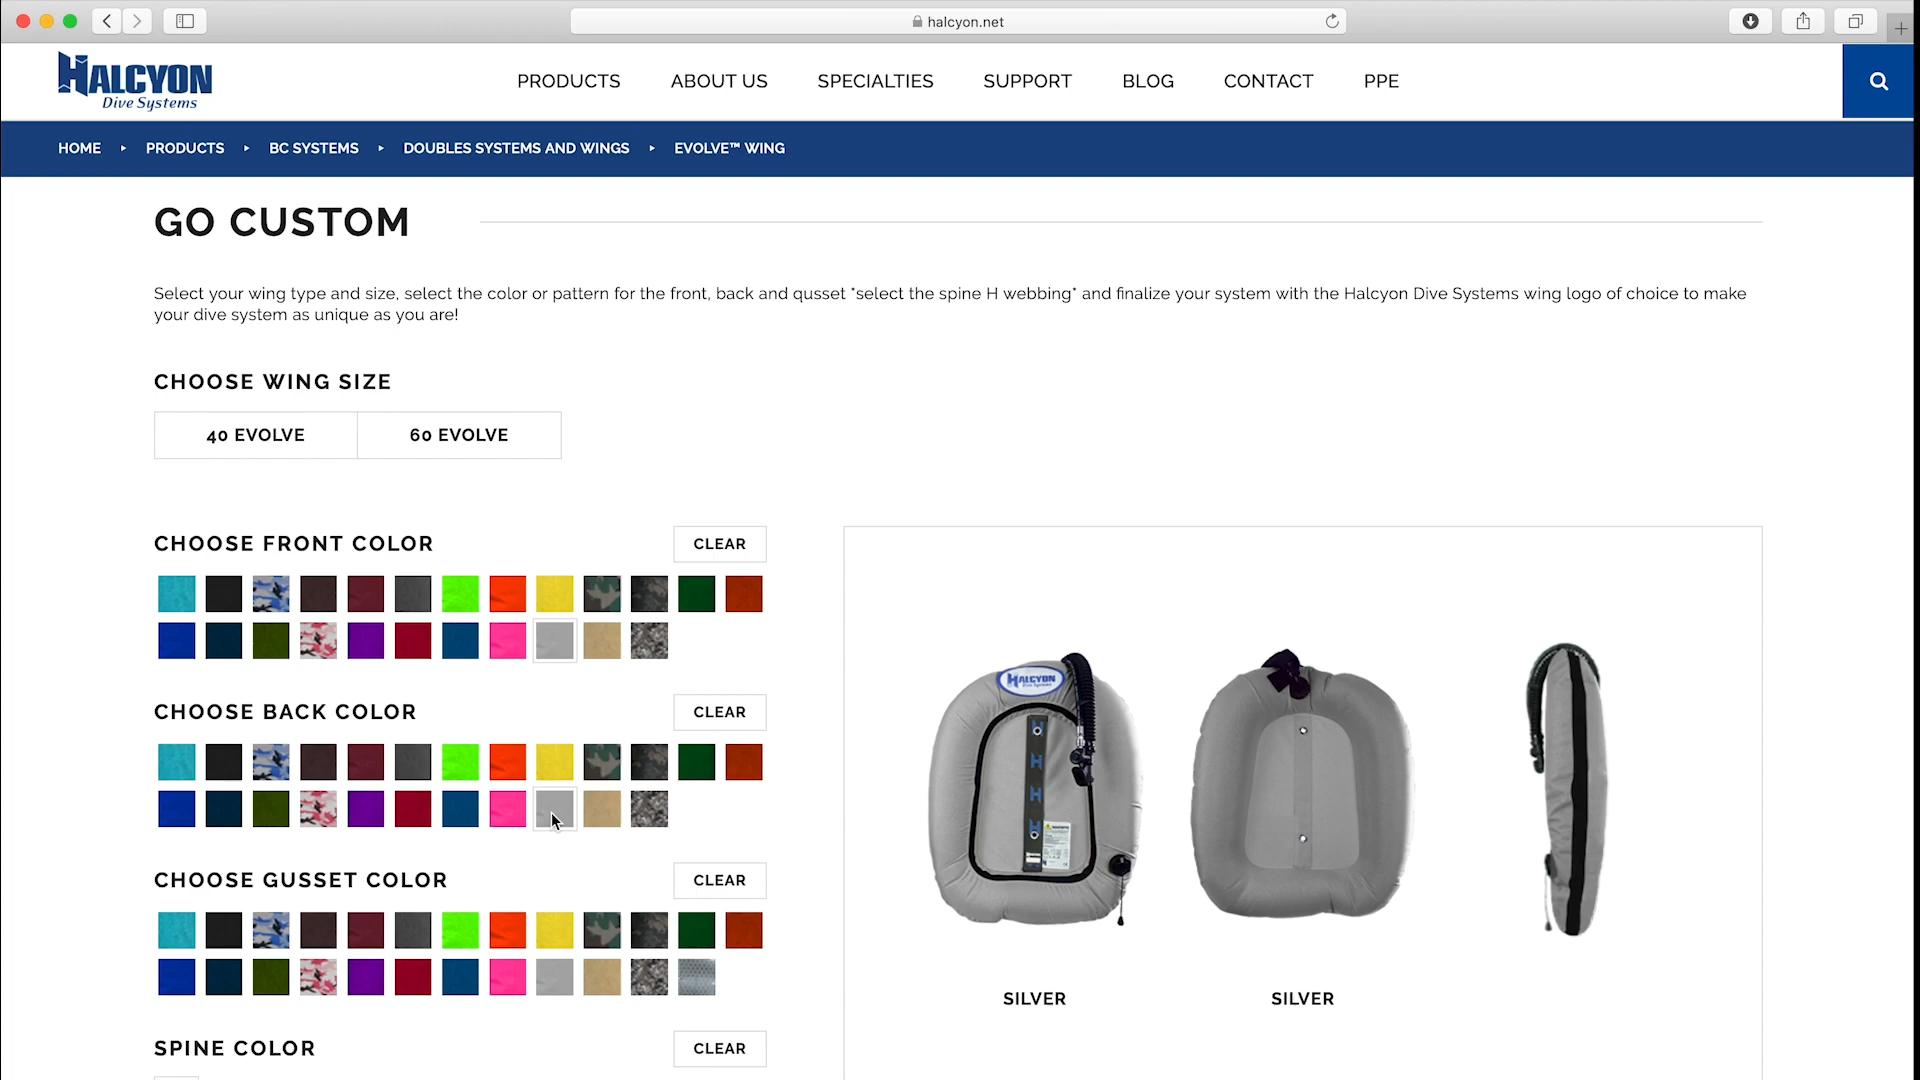 halcyon.net
HALCYON
Dive Systems
PRODUCTS ABOUT US SPECIALTIES SUPPORT BLOG CONTACT PPE
HOME ▸ PRODUCTS ▸ BC SYSTEMS ▸ DOUBLES SYSTEMS AND WINGS ▸ EVOLVE™ WING
GO CUSTOM
Select your wing type and size, select the color or pattern for the front, back and qusset *select the spine H webbing* and finalize your system with the Halcyon Dive Systems wing logo of choice to make
your dive system as unique as you are!
CHOOSE WING SIZE
40 EVOLVE 60 EVOLVE
CHOOSE FRONT COLOR CLEAR
CHOOSE BACK COLOR CLEAR
CHOOSE GUSSET COLOR CLEAR
SPINE COLOR CLEAR
HALCYON
Dive Systems
H
H
H
H
SILVER SILVER